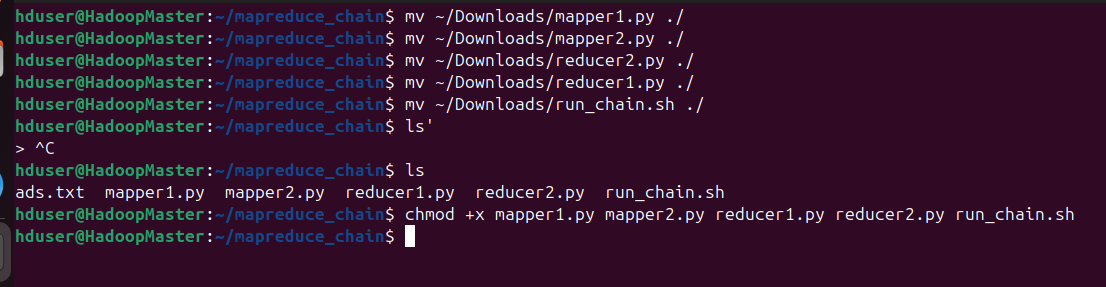 hduser@HadoopMaster:~/mapreduce_chain$ mv ~/Downloads/mapper1.py ./
hduser@HadoopMaster:~/mapreduce_chain$ mv ~/Downloads/mapper2.py ./
hduser@HadoopMaster:~/mapreduce_chain$ mv ~/Downloads/reducer2.py ./
hduser@HadoopMaster:~/mapreduce_chain$ mv ~/Downloads/reducer1.py ./
hduser@HadoopMaster:~/mapreduce_chain$ mv ~/Downloads/run_chain.sh ./
hduser@HadoopMaster:~/mapreduce_chain$ ls'
> ^C
hduser@HadoopMaster:~/mapreduce_chain$ ls
ads.txt  mapper1.py  mapper2.py  reducer1.py  reducer2.py  run_chain.sh
hduser@HadoopMaster:~/mapreduce_chain$ chmod +x mapper1.py mapper2.py reducer1.py reducer2.py run_chain.sh
hduser@HadoopMaster:~/mapreduce_chain$